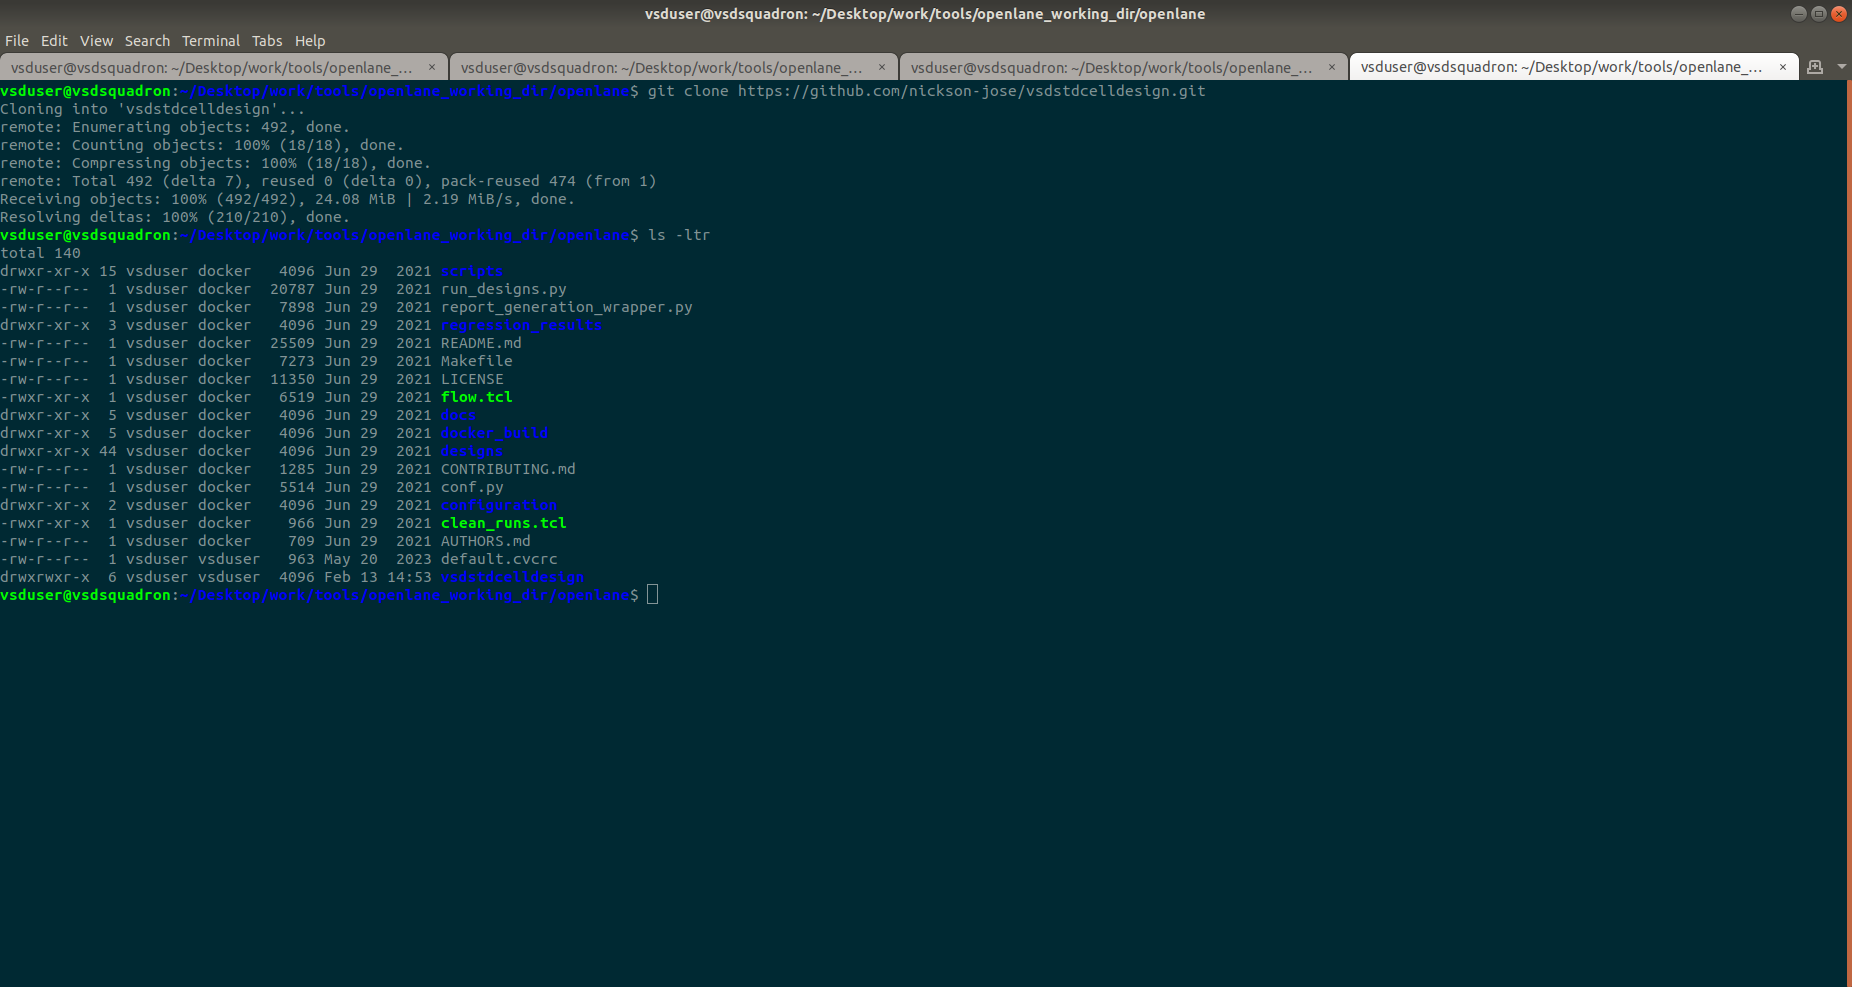 vsduser@vsdsquadron: ~/Desktop/work/tools/openlane_working_dir/openlane
File Edit View Search Terminal Tabs Help
vsduser@vsdsquadron: ~/Desktop/work/tools/openlane_... × vsduser@vsdsquadron: ~/Desktop/work/tools/openlane_... × vsduser@vsdsquadron: ~/Desktop/work/tools/openlane_... × vsduser@vsdsquadron: ~/Desktop/work/tools/openlane_... ×
vsduser@vsdsquadron:~/Desktop/work/tools/openlane_working_dir/openlane$ git clone https://github.com/nickson-jose/vsdstdcelldesign.git
Cloning into 'vsdstdcelldesign'...
remote: Enumerating objects: 492, done.
remote: Counting objects: 100% (18/18), done.
remote: Compressing objects: 100% (18/18), done.
remote: Total 492 (delta 7), reused 0 (delta 0), pack-reused 474 (from 1)
Receiving objects: 100% (492/492), 24.08 MiB | 2.19 MiB/s, done.
Resolving deltas: 100% (210/210), done.
vsduser@vsdsquadron:~/Desktop/work/tools/openlane_working_dir/openlane$ ls -ltr
total 140
drwxr-xr-x 15 vsduser docker   4096 Jun 29  2021 scripts
-rw-r--r--  1 vsduser docker  20787 Jun 29  2021 run_designs.py
-rw-r--r--  1 vsduser docker   7898 Jun 29  2021 report_generation_wrapper.py
drwxr-xr-x  3 vsduser docker   4096 Jun 29  2021 regression_results
-rw-r--r--  1 vsduser docker  25509 Jun 29  2021 README.md
-rw-r--r--  1 vsduser docker   7273 Jun 29  2021 Makefile
-rw-r--r--  1 vsduser docker  11350 Jun 29  2021 LICENSE
-rwxr-xr-x  1 vsduser docker   6519 Jun 29  2021 flow.tcl
drwxr-xr-x  5 vsduser docker   4096 Jun 29  2021 docs
drwxr-xr-x  5 vsduser docker   4096 Jun 29  2021 docker_build
drwxr-xr-x 44 vsduser docker   4096 Jun 29  2021 designs
-rw-r--r--  1 vsduser docker   1285 Jun 29  2021 CONTRIBUTING.md
-rw-r--r--  1 vsduser docker   5514 Jun 29  2021 conf.py
drwxr-xr-x  2 vsduser docker   4096 Jun 29  2021 configuration
-rwxr-xr-x  1 vsduser docker    966 Jun 29  2021 clean_runs.tcl
-rw-r--r--  1 vsduser docker    709 Jun 29  2021 AUTHORS.md
-rw-r--r--  1 vsduser vsduser   963 May 20  2023 default.cvcrc
drwxrwxr-x  6 vsduser vsduser  4096 Feb 13 14:53 vsdstdcelldesign
vsduser@vsdsquadron:~/Desktop/work/tools/openlane_working_dir/openlane$